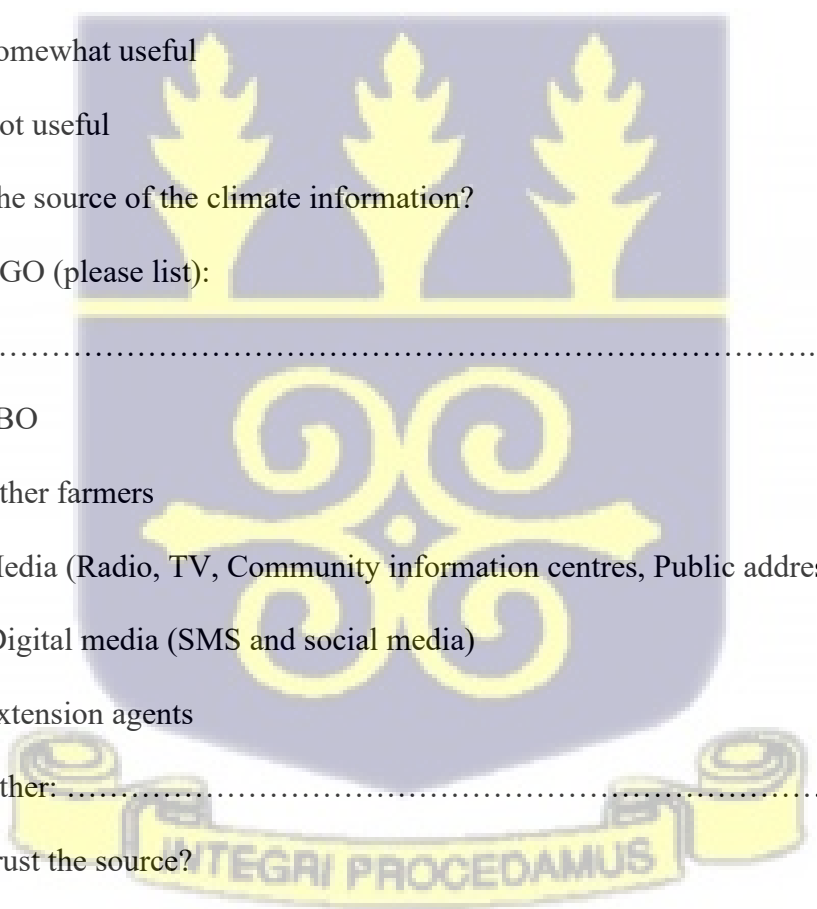 omewhat useful
ot useful
he source of the climate information?
GO (please list):
………………………………………………………………………
BO
ther farmers
edia (Radio, TV, Community information centres, Public addres
Digital media (SMS and social media)
xtension agents
ther: ………………………………………………………………
rust the source?
INTEGRI PROCEDAMUS